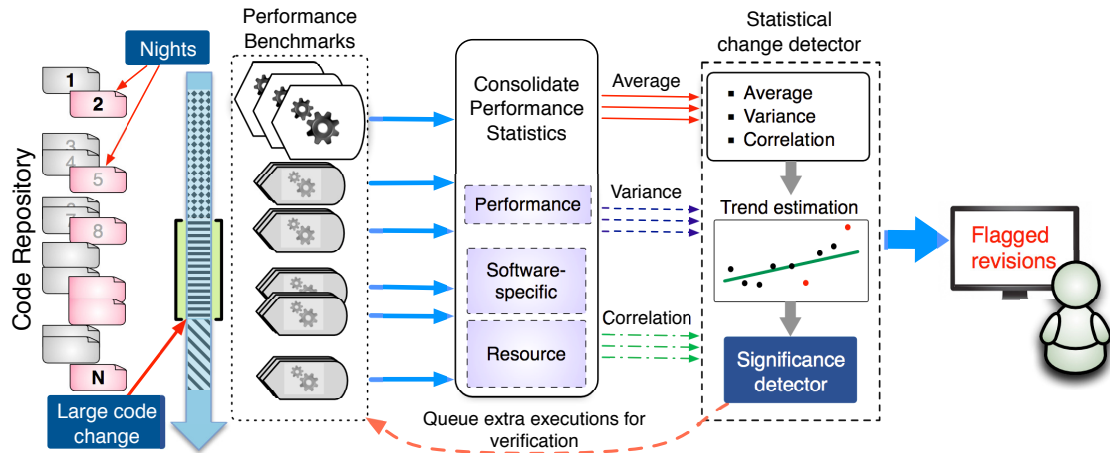 Code Repository
Nights
1
2
3
4
5
7
8
N
Large code
change
Performance
Benchmarks
Consolidate
Performance
Statistics
Performance
Software-
specific
Resource
Average
Variance
Correlation
Queue extra executions for
verification
Statistical
change detector
▪ Average
▪ Variance
▪ Correlation
Trend estimation
Significance
detector
Flagged
revisions